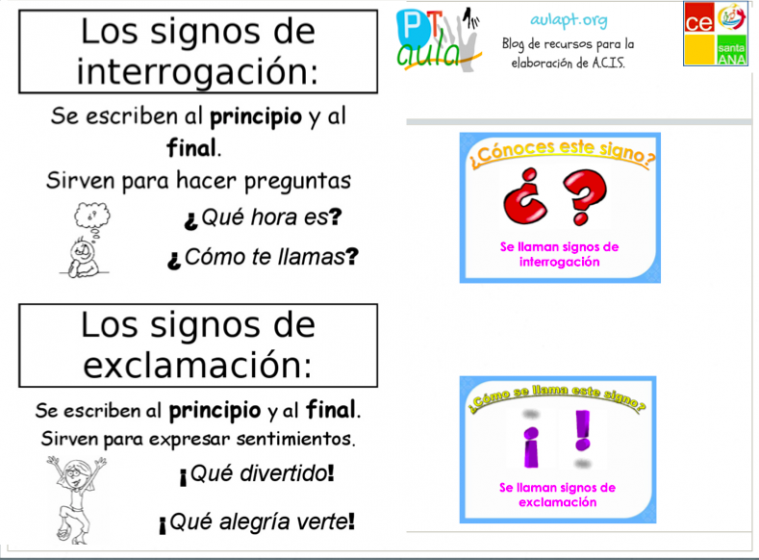 Los signos de
interrogación:
Se escriben al principio y al
final.
Sirven para hacer preguntas
¿?
¿Qué hora es?
¿Cómo te llamas?
Los signos de
exclamación:
Se escriben al principio y al final.
Sirven para expresar sentimientos.
¡Qué divertido!
¡Qué alegría verte!
PT
aula
aulapt.org
Blog de recursos para la
elaboración de A.C.I.S.
ce
santa
ANA
¿Cónoces este signo?
¿?
Se llaman signos de
interrogación
¿Cómo se llama este signo?
¡!
Se llaman signos de
exclamación